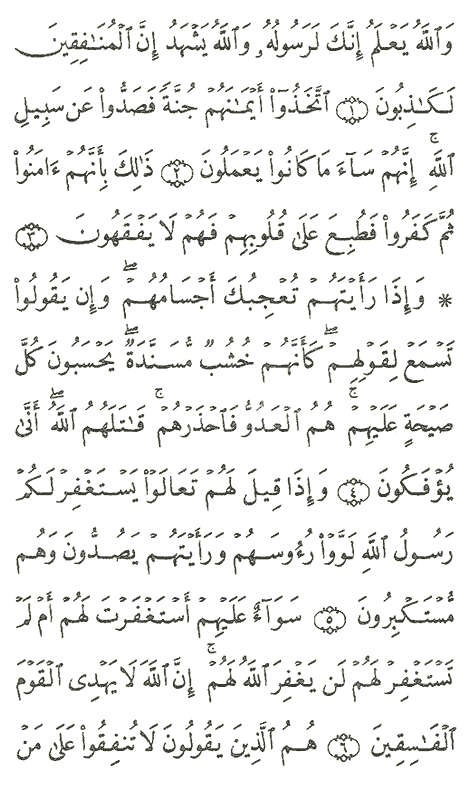 وَٱللَّهُ يَعۡلَمُ إِنَّكَ لَرَسُولُهُۥ وَٱللَّهُ يَشۡهَدُ إِنَّ ٱلۡمُنَٰفِقِينَ
لَكَٰذِبُونَ ١ ٱتَّخَذُوٓاْ أَيۡمَٰنَهُمۡ جُنَّةٗ فَصَدُّواْ عَن سَبِيلِ
ٱللَّهِۚ إِنَّهُمۡ سَآءَ مَا كَانُواْ يَعۡمَلُونَ ٢ ذَٰلِكَ بِأَنَّهُمۡ ءَامَنُواْ
ثُمَّ كَفَرُواْ فَطُبِعَ عَلَىٰ قُلُوبِهِمۡ فَهُمۡ لَا يَفۡقَهُونَ ٣
* وَإِذَا رَأَيۡتَهُمۡ تُعۡجِبُكَ أَجۡسَامُهُمۡۖ وَإِن يَقُولُواْ
تَسۡمَعۡ لِقَوۡلِهِمۡۖ كَأَنَّهُمۡ خُشُبٞ مُّسَنَّدَةٞۖ يَحۡسَبُونَ كُلَّ
صَيۡحَةٍ عَلَيۡهِمۡۚ هُمُ ٱلۡعَدُوُّ فَٱحۡذَرۡهُمۡۚ قَٰتَلَهُمُ ٱللَّهُۖ أَنَّىٰ
يُؤۡفَكُونَ ٤ وَإِذَا قِيلَ لَهُمۡ تَعَالَوۡاْ يَسۡتَغۡفِرۡ لَكُمۡ
رَسُولُ ٱللَّهِ لَوَّوۡاْ رُءُوسَهُمۡ وَرَأَيۡتَهُمۡ يَصُدُّونَ وَهُم
مُّسۡتَكۡبِرُونَ ٥ سَوَآءٌ عَلَيۡهِمۡ أَسۡتَغۡفَرۡتَ لَهُمۡ أَمۡ لَمۡ
تَسۡتَغۡفِرۡ لَهُمۡ لَن يَغۡفِرَ ٱللَّهُ لَهُمۡۚ إِنَّ ٱللَّهَ لَا يَهۡدِي ٱلۡقَوۡمَ
ٱلۡفَٰسِقِينَ ٦ هُمُ ٱلَّذِينَ يَقُولُونَ لَا تُنفِقُواْ عَلَىٰ مَنۡ